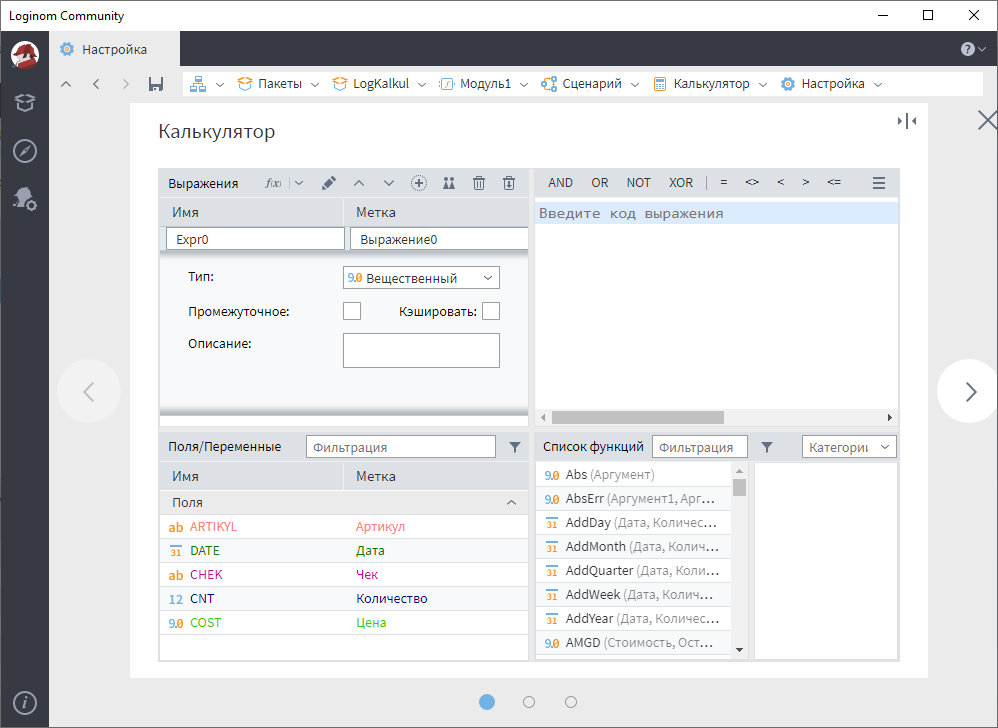 Loginom Community
Настройка
?
Пакеты LogKalkul Модуль1 Сценарий Калькулятор Настройка
Калькулятор
Выражения f(x) AND OR NOT XOR = <> < > <=
Имя Метка
Введите код выражения
Expr0 Выражение0
Тип: 9.0 Вещественный
Промежуточное: Кэшировать:
Описание:
Поля/Переменные Фильтрация Список функций Фильтрация Категории
Имя Метка
9.0 Abs (Аргумент)
Поля
9.0 AbsErr (Аргумент1, Арг...
ab ARTIKYL Артикул
31 AddDay (Дата, Количес...
31 DATE Дата
31 AddMonth (Дата, Колич...
ab CHEK Чек
31 AddQuarter (Дата, Коли...
12 CNT Количество
31 AddWeek (Дата, Колич...
9.0 COST Цена
31 AddYear (Дата, Количес...
9.0 AMGD (Стоимость, Ост...
i